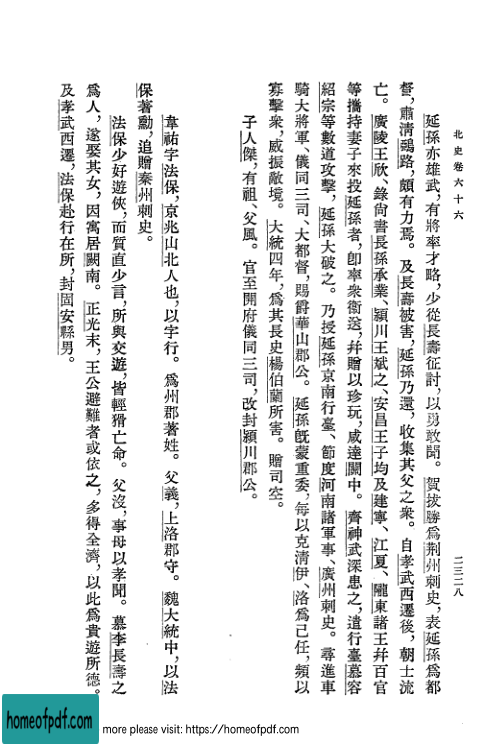 北史卷六十六
二三二八
延孫亦雄武，有將率才略，少從長壽征討，以勇敢聞。賀拔勝爲荆州刺史，表延孫爲都
督，肅清鵶路，頗有力焉。及長壽被害，延孫乃還，收集其父之衆。自孝武西遷後，朝士流
亡。廣陵王欣、錄尚書長孫承業、潁川王斌之、安昌王子均及建寧、江夏、隴東諸王幷百官
等攜持妻子來投延孫者，卽率衆衞送，幷贈以珍玩，咸達關中。齊神武深患之，遣行臺慕容
紹宗等數道攻擊，延孫大破之。乃授延孫京南行臺、節度河南諸軍事、廣州刺史。尋進車
騎大將軍、儀同三司、大都督，賜爵華山郡公。延孫旣蒙重委，每以克清伊、洛爲己任，頻以
寡擊衆，威振敵境。大統四年，爲其長史楊伯蘭所害。贈司空。
子人傑，有祖、父風。官至開府儀同三司，改封潁川郡公。
韋祐字法保，京兆山北人也，以字行。爲州郡著姓。父義，上洛郡守。魏大統中，以法
保著勳，追贈秦州刺史。
法保少好遊俠，而質直少言，所與交遊，皆輕猾亡命。父沒，事母以孝聞。慕李長壽之
爲人，遂娶其女，因寓居關南。正光末，王公避難者或依之，多得全濟，以此爲貴遊所德。
及孝武西遷，法保赴行在所，封固安縣男。
homeofpdf.com
more please visit: https://homeofpdf.com